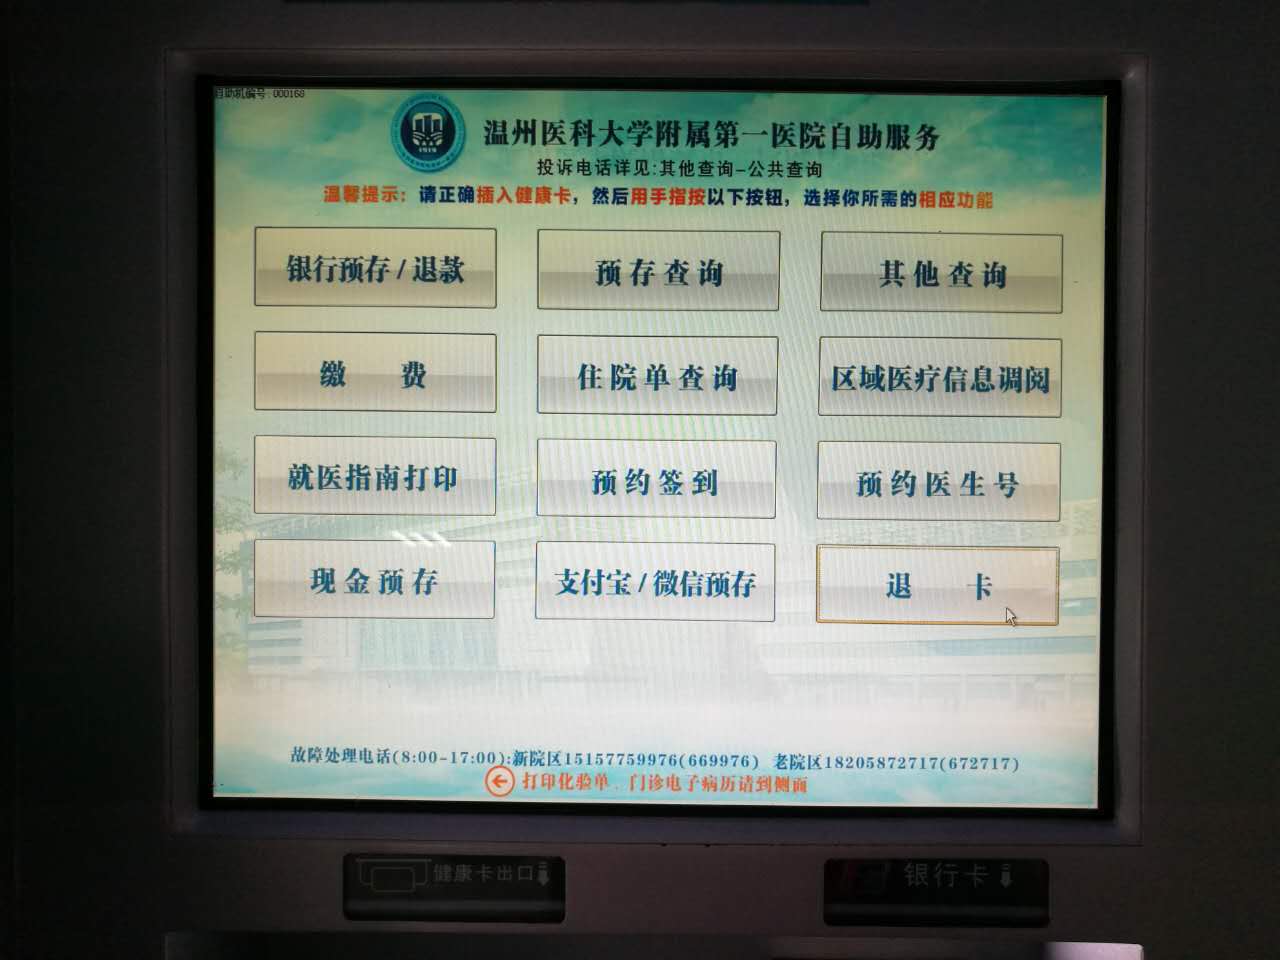 自助机编号: 000168
1919
温州医科大学附属第一医院自助服务
投诉电话详见:其他查询-公共查询
温馨提示：请正确插入健康卡，然后用手指按以下按钮，选择你所需的相应功能
银行预存/退款
预存查询
其他查询
缴 费
住院单查询
区域医疗信息调阅
就医指南打印
预约签到
预约医生号
现金预存
支付宝/微信预存
退 卡
故障处理电话(8:00-17:00):新院区15157759976(669976) 老院区18205872717(672717)
打印化验单．门诊电子病历请到侧面
健康卡出口
银行卡